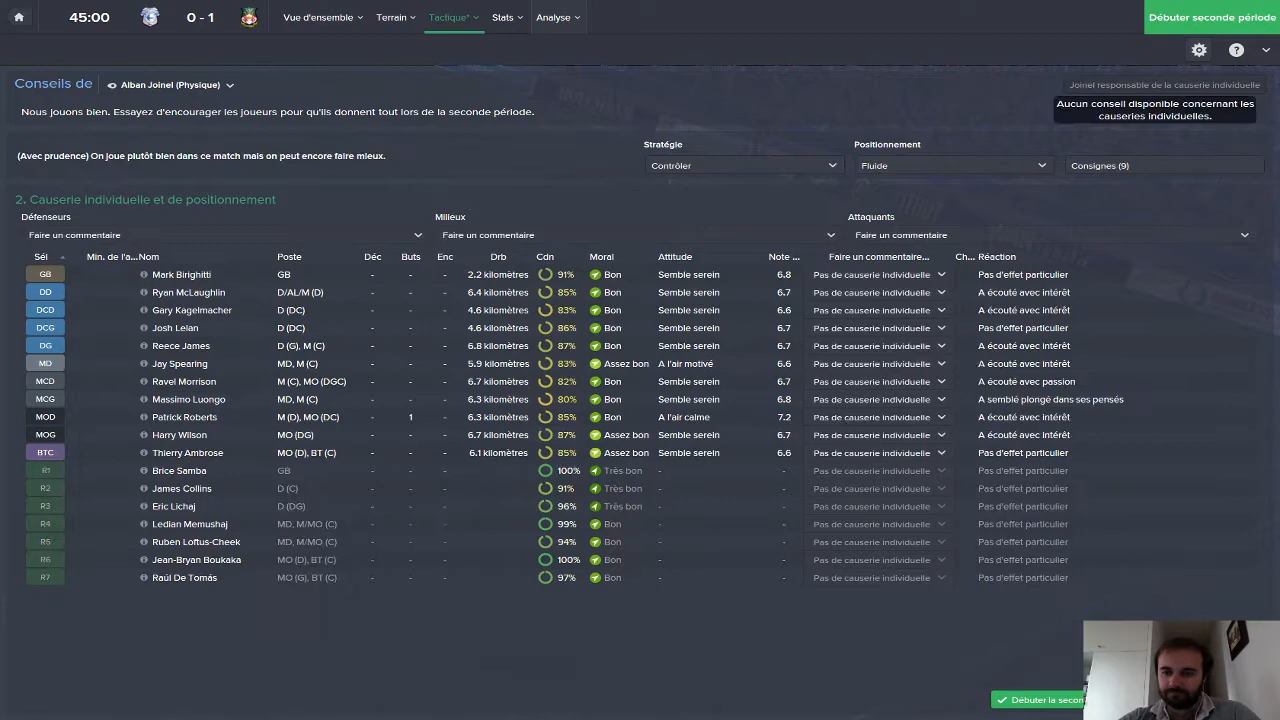 45:00 0 - 1 Vue d'ensemble Terrain Tactique* Stats Analyse Débuter seconde période
?
Conseils de Alban Joinel (Physique) Joinel responsable de la causerie individuelle
Nous jouons bien. Essayez d'encourager les joueurs pour qu'ils donnent tout lors de la seconde période.
Aucun conseil disponible concernant les
causeries individuelles.
Stratégie Positionnement
(Avec prudence) On joue plutôt bien dans ce match mais on peut encore faire mieux.
Contrôler Fluide Consignes (9)
2. Causerie individuelle et de positionnement
Défenseurs Milieux Attaquants
Faire un commentaire Faire un commentaire Faire un commentaire
Sél Min. de l'a... Nom Poste Déc Buts Enc Drb Cdn Moral Attitude Note ... Faire un commentaire... Ch... Réaction
GB Mark Birighitti GB - - - 2.2 kilomètres 91% Bon Semble serein 6.8 Pas de causerie individuelle Pas d'effet particulier
DD Ryan McLaughlin D/AL/M (D) - - - 6.4 kilomètres 85% Bon Semble serein 6.7 Pas de causerie individuelle A écouté avec intérêt
DCD Gary Kagelmacher D (DC) - - - 4.6 kilomètres 83% Bon Semble serein 6.6 Pas de causerie individuelle A écouté avec intérêt
DCG Josh Lelan D (DC) - - - 4.6 kilomètres 86% Bon Semble serein 6.7 Pas de causerie individuelle Pas d'effet particulier
DG Reece James D (G), M (C) - - - 6.8 kilomètres 87% Bon Semble serein 6.7 Pas de causerie individuelle A écouté avec intérêt
MD Jay Spearing MD, M (C) - - - 5.9 kilomètres 83% Assez bon A l'air motivé 6.6 Pas de causerie individuelle A écouté avec intérêt
MCD Ravel Morrison M (C), MO (DGC) - - - 6.7 kilomètres 82% Bon Semble serein 6.7 Pas de causerie individuelle A écouté avec passion
MCG Massimo Luongo MD, M (C) - - - 6.3 kilomètres 80% Bon Semble serein 6.8 Pas de causerie individuelle A semblé plongé dans ses pensés
MOD Patrick Roberts M (D), MO (DC) - 1 - 6.3 kilomètres 85% Bon A l'air calme 7.2 Pas de causerie individuelle A écouté avec intérêt
MOG Harry Wilson MO (DG) - - - 6.7 kilomètres 87% Assez bon Semble serein 6.7 Pas de causerie individuelle A écouté avec intérêt
BTC Thierry Ambrose MO (D), BT (C) - - - 6.1 kilomètres 85% Assez bon Semble serein 6.6 Pas de causerie individuelle Pas d'effet particulier
R1 Brice Samba GB - - - 100% Très bon - - Pas de causerie individuelle Pas d'effet particulier
R2 James Collins D (C) - - - 91% Très bon - - Pas de causerie individuelle Pas d'effet particulier
R3 Eric Lichaj D (DG) - - - 96% Très bon - - Pas de causerie individuelle Pas d'effet particulier
R4 Ledian Memushaj MD, M/MO (C) - - - 99% Bon - - Pas de causerie individuelle Pas d'effet particulier
R5 Ruben Loftus-Cheek MD, M/MO (C) - - - 94% Bon - - Pas de causerie individuelle Pas d'effet particulier
R6 Jean-Bryan Boukaka MO (D), BT (C) - - - 100% Bon - - Pas de causerie individuelle Pas d'effet particulier
R7 Raúl De Tomás MO (G), BT (C) - - - 97% Bon - - Pas de causerie individuelle Pas d'effet particulier
Débuter la secon